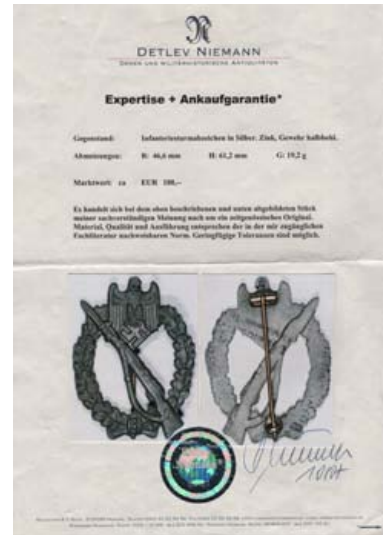 DETLEV NIEMANN
ORDEN UND MILITÄRHISTORISCHE ANTIQUITÄTEN
Expertise + Ankaufgarantie*
Gegenstand: Infanteriesturmabzeichen in Silber. Zink, Gewehr halbhohl.
Abmessungen: B: 46,6 mm H: 61,2 mm G: 19,2 g
Marktwert: ca EUR 100,--
Es handelt sich bei dem oben beschriebenen und unten abgebildeten Stück
meiner sachverständigen Meinung nach um ein zeitgenössisches Original.
Material, Qualität und Ausführung entsprechen der in der mir zugänglichen
Fachliteratur nachweisbaren Norm. Geringfügige Toleranzen sind möglich.